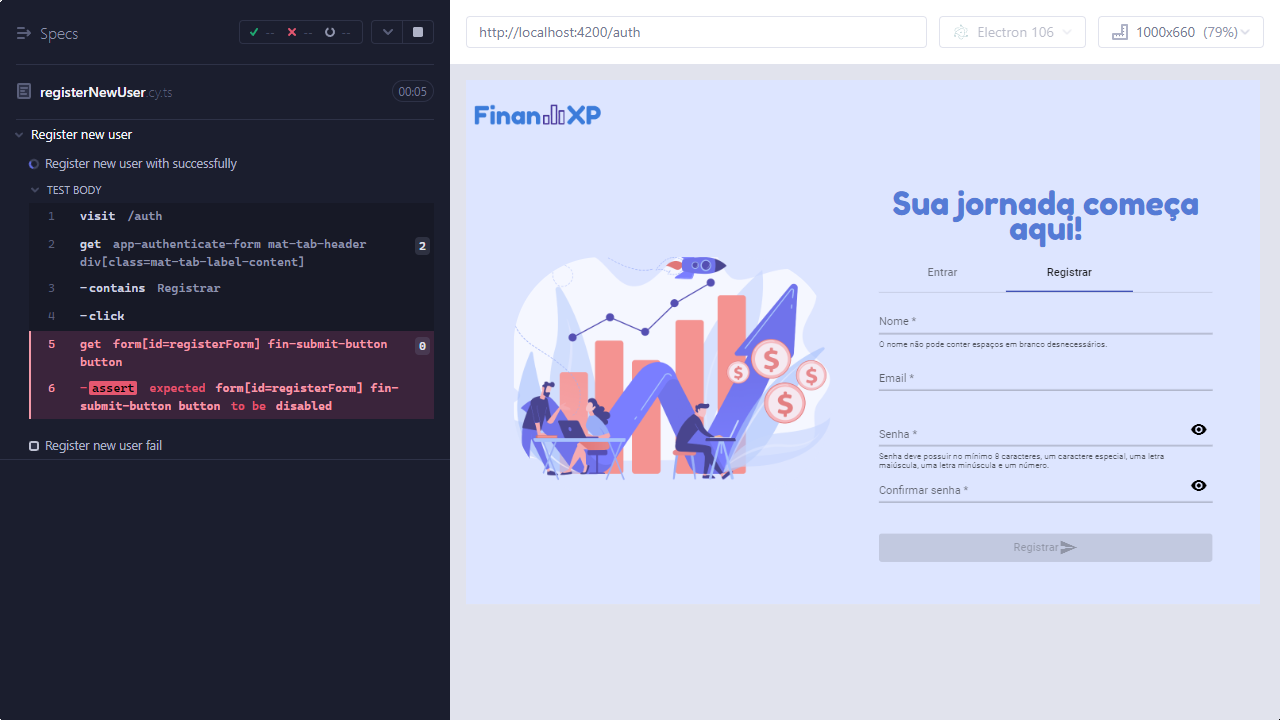 Specs
-- -- --
registerNewUser.cy.ts
00:05
Register new user
Register new user with successfully
TEST BODY
1 visit /auth
2 get app-authenticate-form mat-tab-header 2
div[class=mat-tab-label-content]
3 -contains Registrar
4 -click
5 get form[id=registerForm] fin-submit-button 0
button
6 -assert expected form[id=registerForm] fin-
submit-button button to be disabled
Register new user fail
http://localhost:4200/auth
Electron 106
1000x660 (79%)
FinanXP
Sua jornada começa
aqui!
Entrar
Registrar
Nome *
O nome não pode conter espaços em branco desnecessários.
Email *
Senha *
Senha deve possuir no mínimo 8 caracteres, um caractere especial, uma letra
maiúscula, uma letra minúscula e um número.
Confirmar senha *
Registrar
$
$
$
$